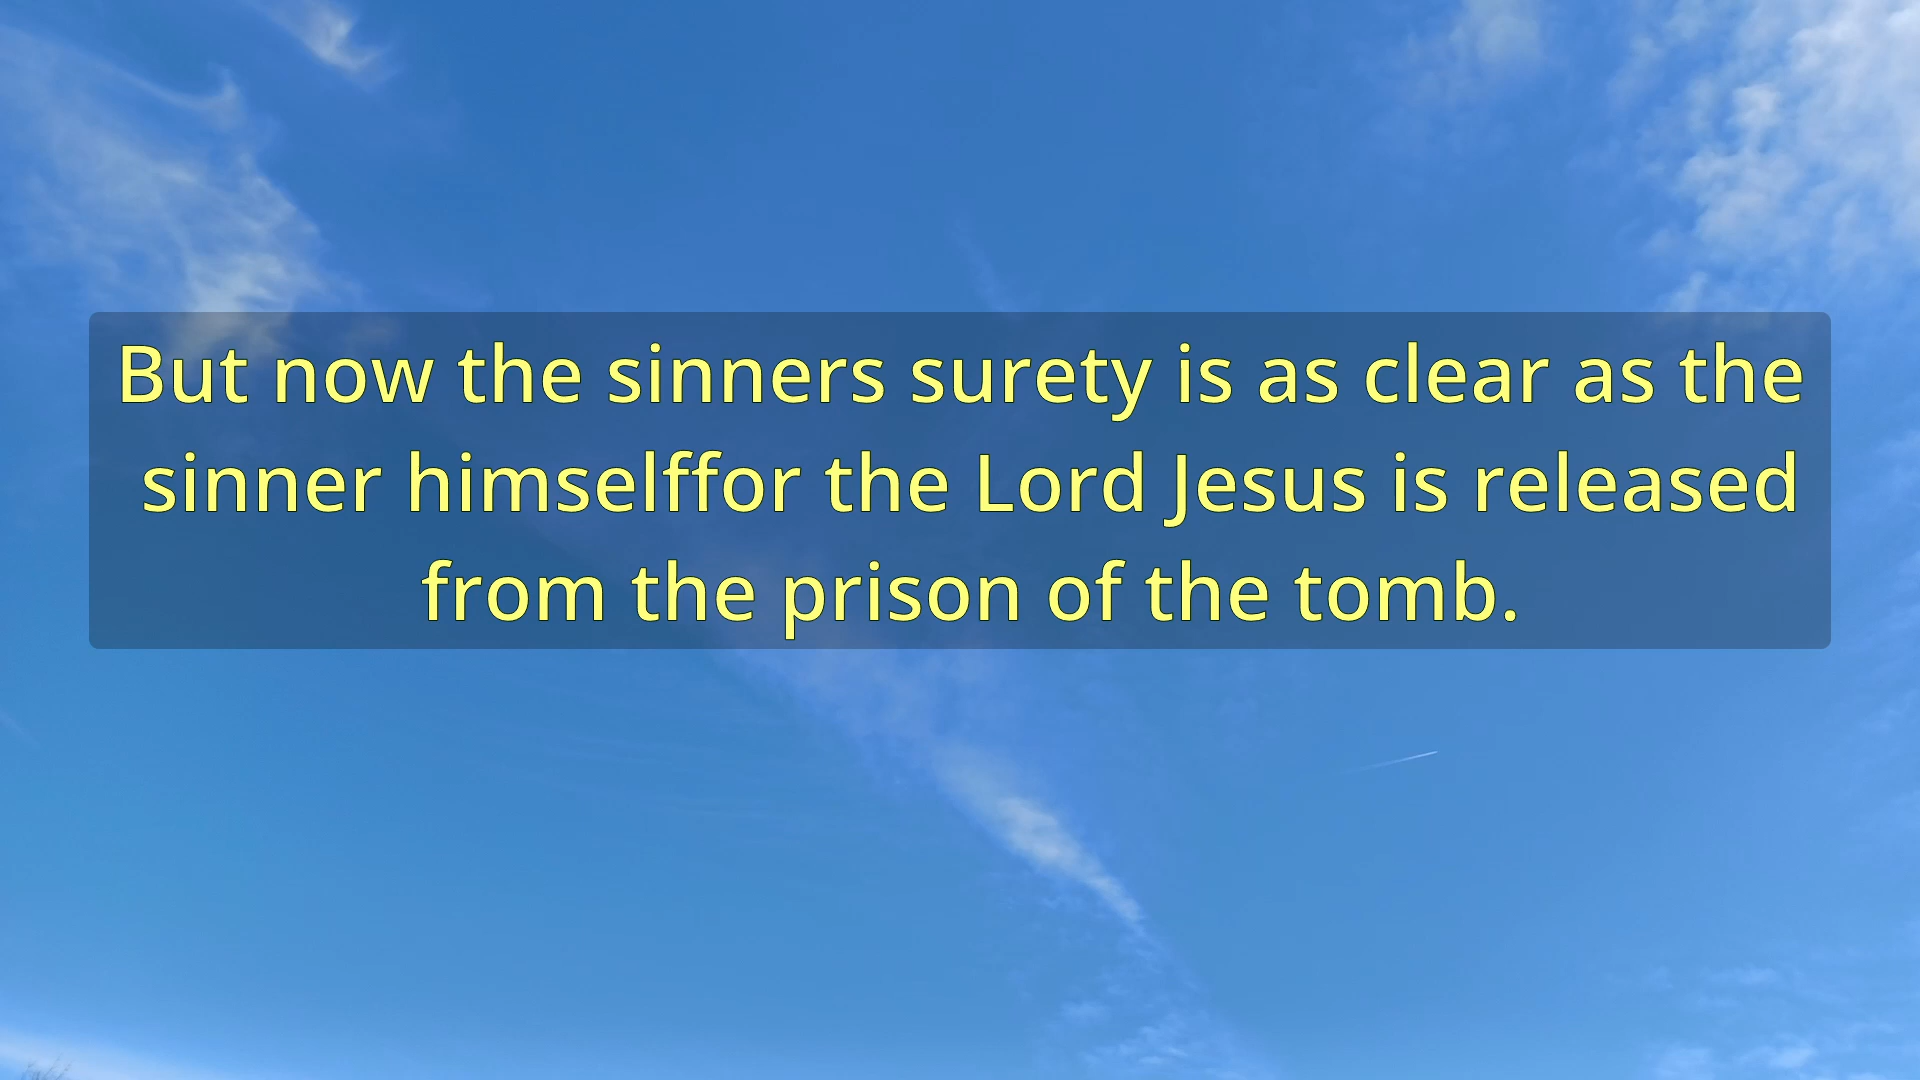 But now the sinners surety is as clear as the
sinner himselffor the Lord Jesus is released
from the prison of the tomb.